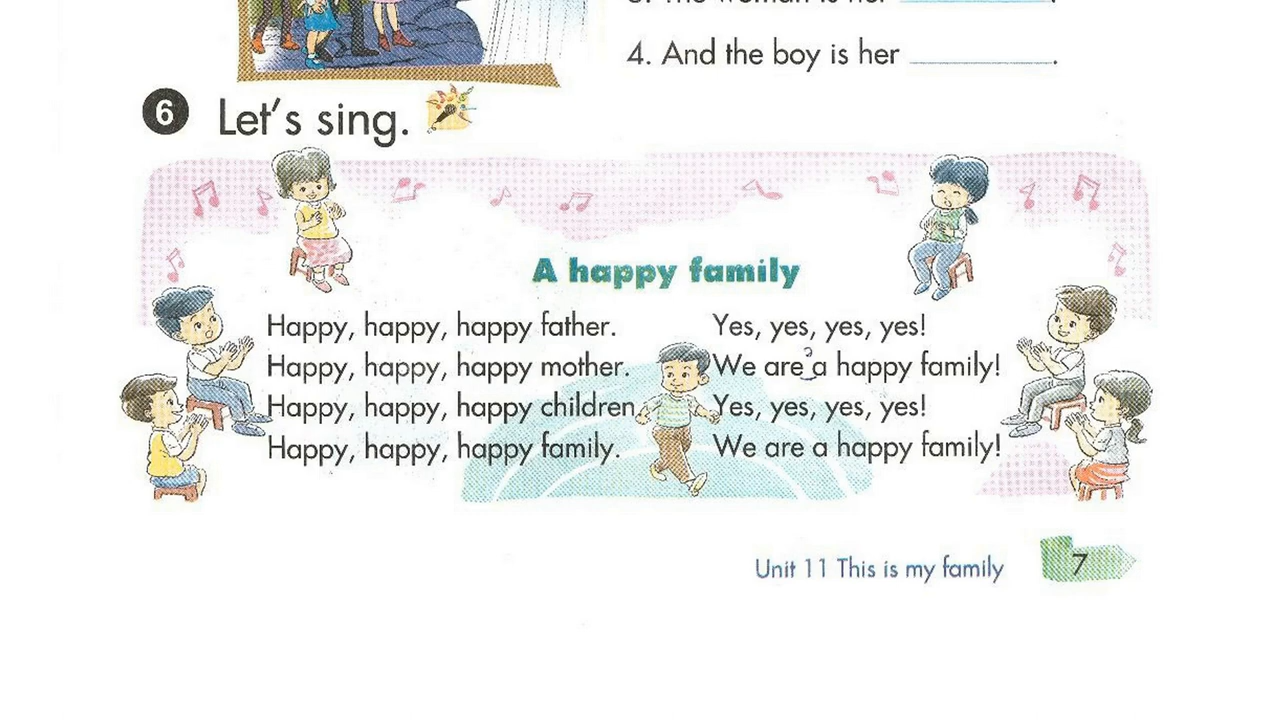 4. And the boy is her
6 Let's sing.
A happy family
Happy, happy, happy father.
Happy, happy, happy mother.
Happy, happy, happy children.
Happy, happy, happy family.
Yes, yes, yes, yes!
We are a happy family!
Yes, yes, yes, yes!
We are a happy family!
Unit 11 This is my family
7